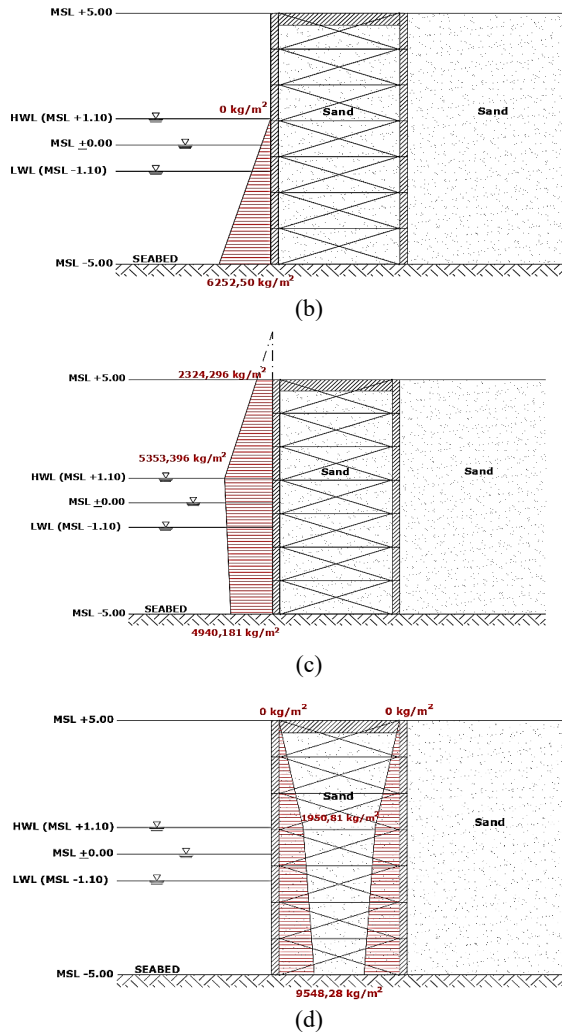 MSL +5.00
0 kg/m²
Sand
Sand
HWL (MSL +1.10)
MSL ±0.00
LWL (MSL -1.10)
MSL -5.00
SEABED
6252,50 kg/m²
(b)
MSL +5.00
2324,296 kg/m²
5353,396 kg/m²
Sand
Sand
HWL (MSL +1.10)
MSL ±0.00
LWL (MSL -1.10)
MSL -5.00
SEABED
4940,181 kg/m²
(c)
0 kg/m²
0 kg/m²
MSL +5.00
Sand
1950,81 kg/m²
Sand
HWL (MSL +1.10)
MSL ±0.00
LWL (MSL -1.10)
MSL -5.00
SEABED
9548,28 kg/m²
(d)